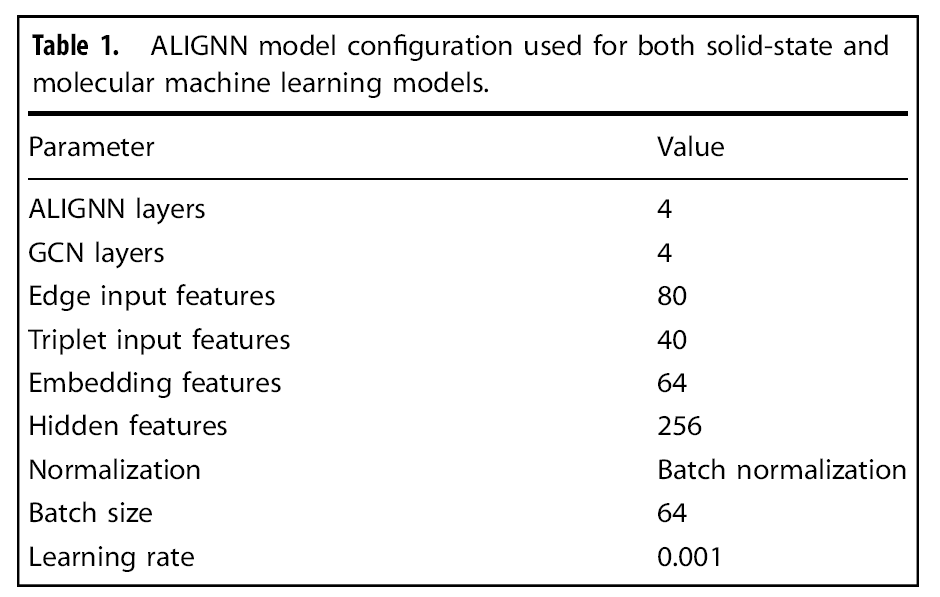 Table 1. ALIGNN model configuration used for both solid-state and
molecular machine learning models.
Parameter Value
ALIGNN layers 4
GCN layers 4
Edge input features 80
Triplet input features 40
Embedding features 64
Hidden features 256
Normalization Batch normalization
Batch size 64
Learning rate 0.001